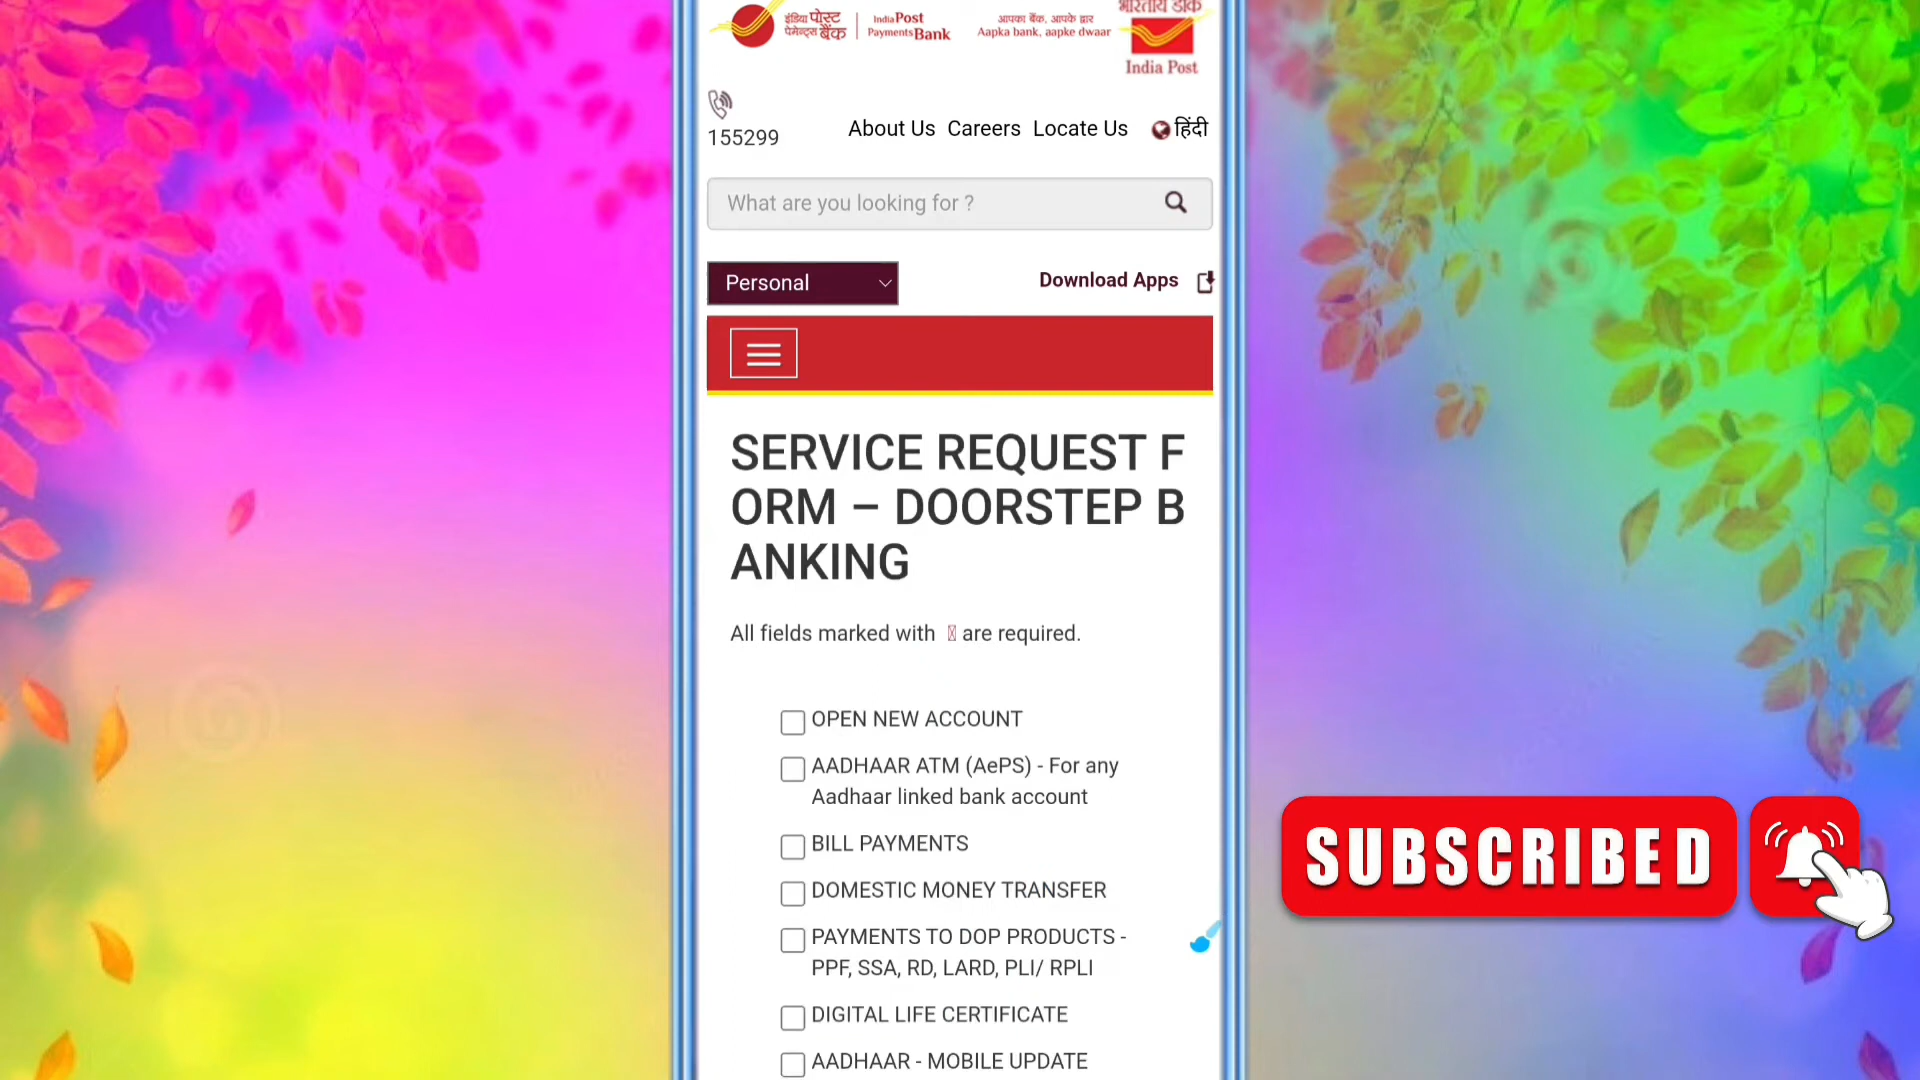 इंडिया पोस्ट
पेमेन्ट्स बैंक
India Post
Payments Bank
आपका बैंक, आपके द्वार
Aapka bank, aapke dwaar
भारतीय डाक
India Post
155299
About Us Careers Locate Us हिंदी
What are you looking for ?
Personal
Download Apps
SERVICE REQUEST F
ORM – DOORSTEP B
ANKING
All fields marked with are required.
OPEN NEW ACCOUNT
AADHAAR ATM (AePS) - For any
Aadhaar linked bank account
BILL PAYMENTS
DOMESTIC MONEY TRANSFER
PAYMENTS TO DOP PRODUCTS -
PPF, SSA, RD, LARD, PLI/ RPLI
DIGITAL LIFE CERTIFICATE
AADHAAR - MOBILE UPDATE
SUBSCRIBED